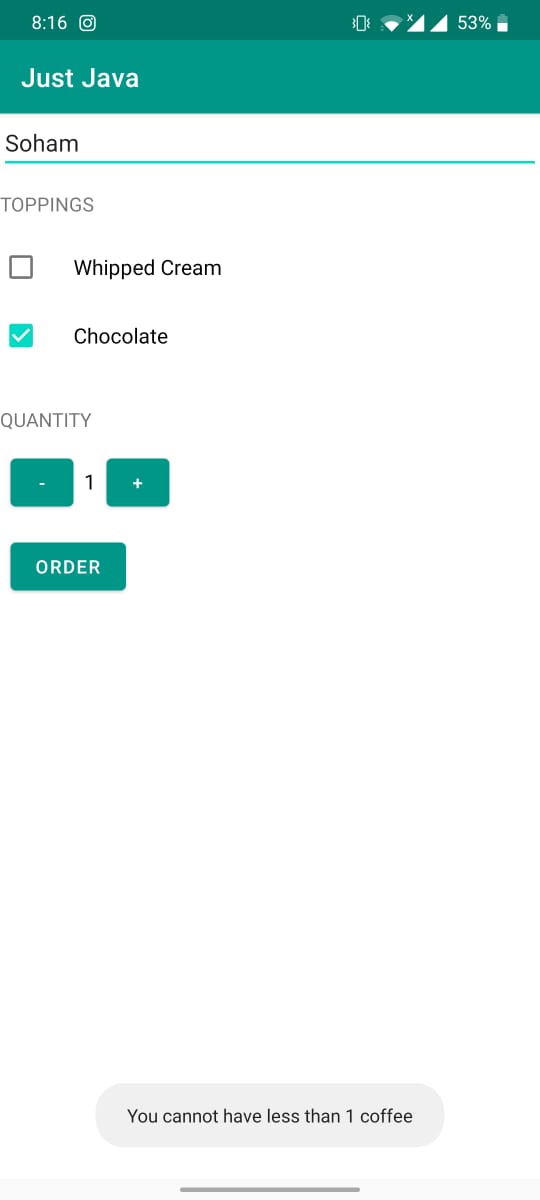 8:16 53%
Just Java
Soham
TOPPINGS
Whipped Cream
Chocolate
QUANTITY
- 1 +
ORDER
You cannot have less than 1 coffee